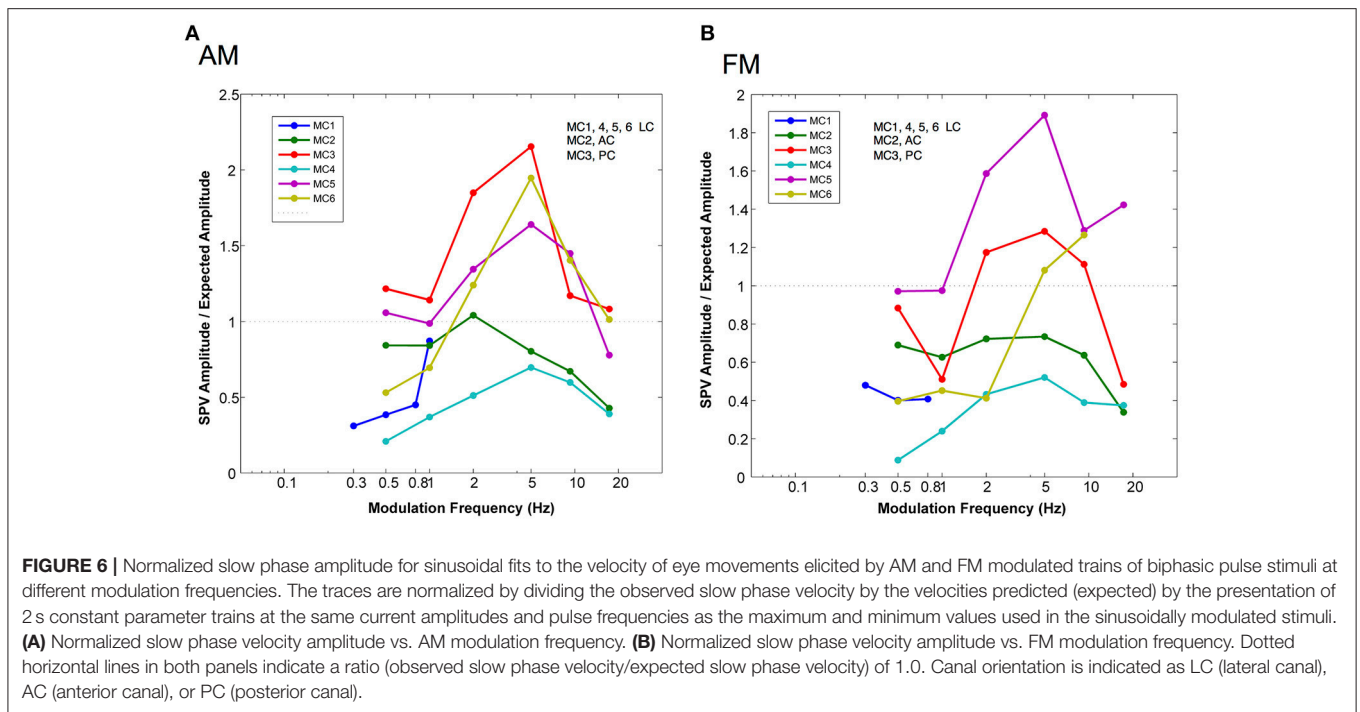 A
AM
2.5
2
1.5
1
0.5
0
SPV Amplitude / Expected Amplitude
MC1
MC2
MC3
MC4
MC5
MC6
MC1, 4, 5, 6 LC
MC2, AC
MC3, PC
0.1 0.3 0.5 0.81 2 5 10 20
Modulation Frequency (Hz)
B
FM
2
1.8
1.6
1.4
1.2
1
0.8
0.6
0.4
0.2
0
SPV Amplitude / Expected Amplitude
MC1
MC2
MC3
MC4
MC5
MC6
MC1, 4, 5, 6 LC
MC2, AC
MC3, PC
0.1 0.3 0.5 0.81 2 5 10 20
Modulation Frequency (Hz)
FIGURE 6 | Normalized slow phase amplitude for sinusoidal fits to the velocity of eye movements elicited by AM and FM modulated trains of biphasic pulse stimuli at
different modulation frequencies. The traces are normalized by dividing the observed slow phase velocity by the velocities predicted (expected) by the presentation of
2 s constant parameter trains at the same current amplitudes and pulse frequencies as the maximum and minimum values used in the sinusoidally modulated stimuli.
(A) Normalized slow phase velocity amplitude vs. AM modulation frequency. (B) Normalized slow phase velocity amplitude vs. FM modulation frequency. Dotted
horizontal lines in both panels indicate a ratio (observed slow phase velocity/expected slow phase velocity) of 1.0. Canal orientation is indicated as LC (lateral canal),
AC (anterior canal), or PC (posterior canal).